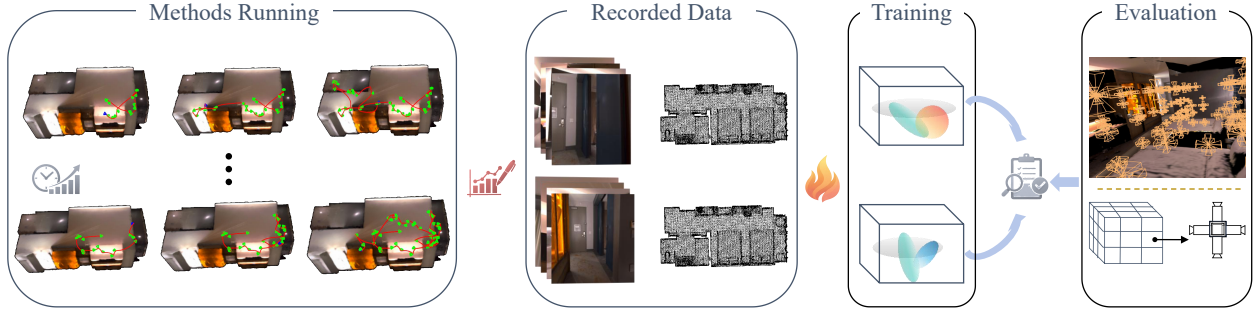 Methods Running
Recorded Data
Training
Evaluation